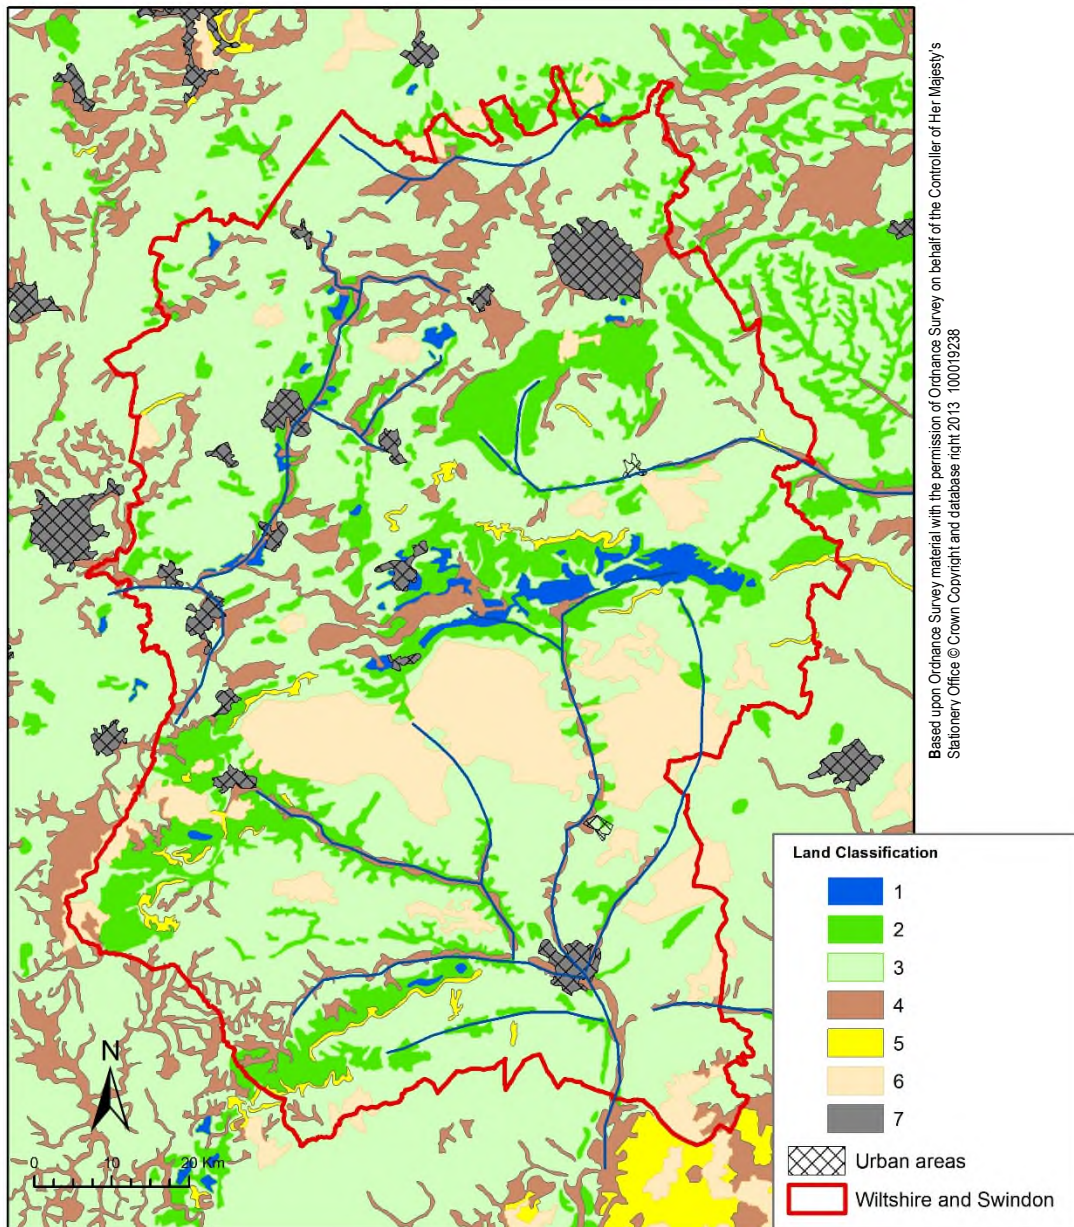 Based upon Ordnance Survey material with the permission of Ordnance Survey on behalf of the Controller of Her Majesty's
Stationery Office © Crown Copyright and database right 2013 100019238
Land Classification
1
2
3
4
5
6
7
Urban areas
Wiltshire and Swindon
N
0 10 20 Km